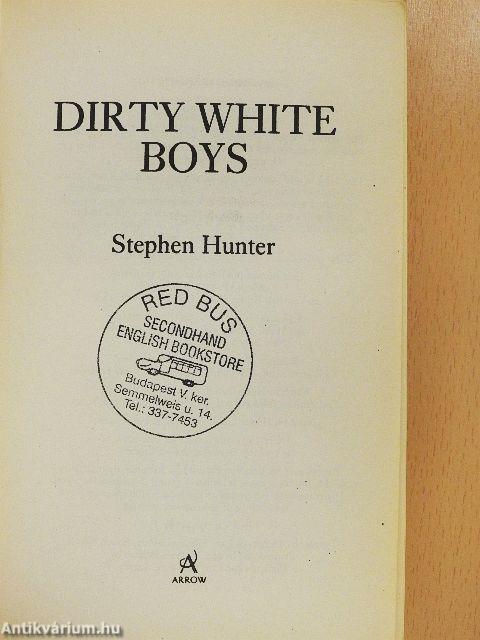 DIRTY WHITE
BOYS
Stephen Hunter
RED BUS
SECONDHAND
ENGLISH BOOKSTORE
Budapest V. ker.
Semmelweis u. 14.
Tel.: 337-7453
ARROW
Antikvárium.hu